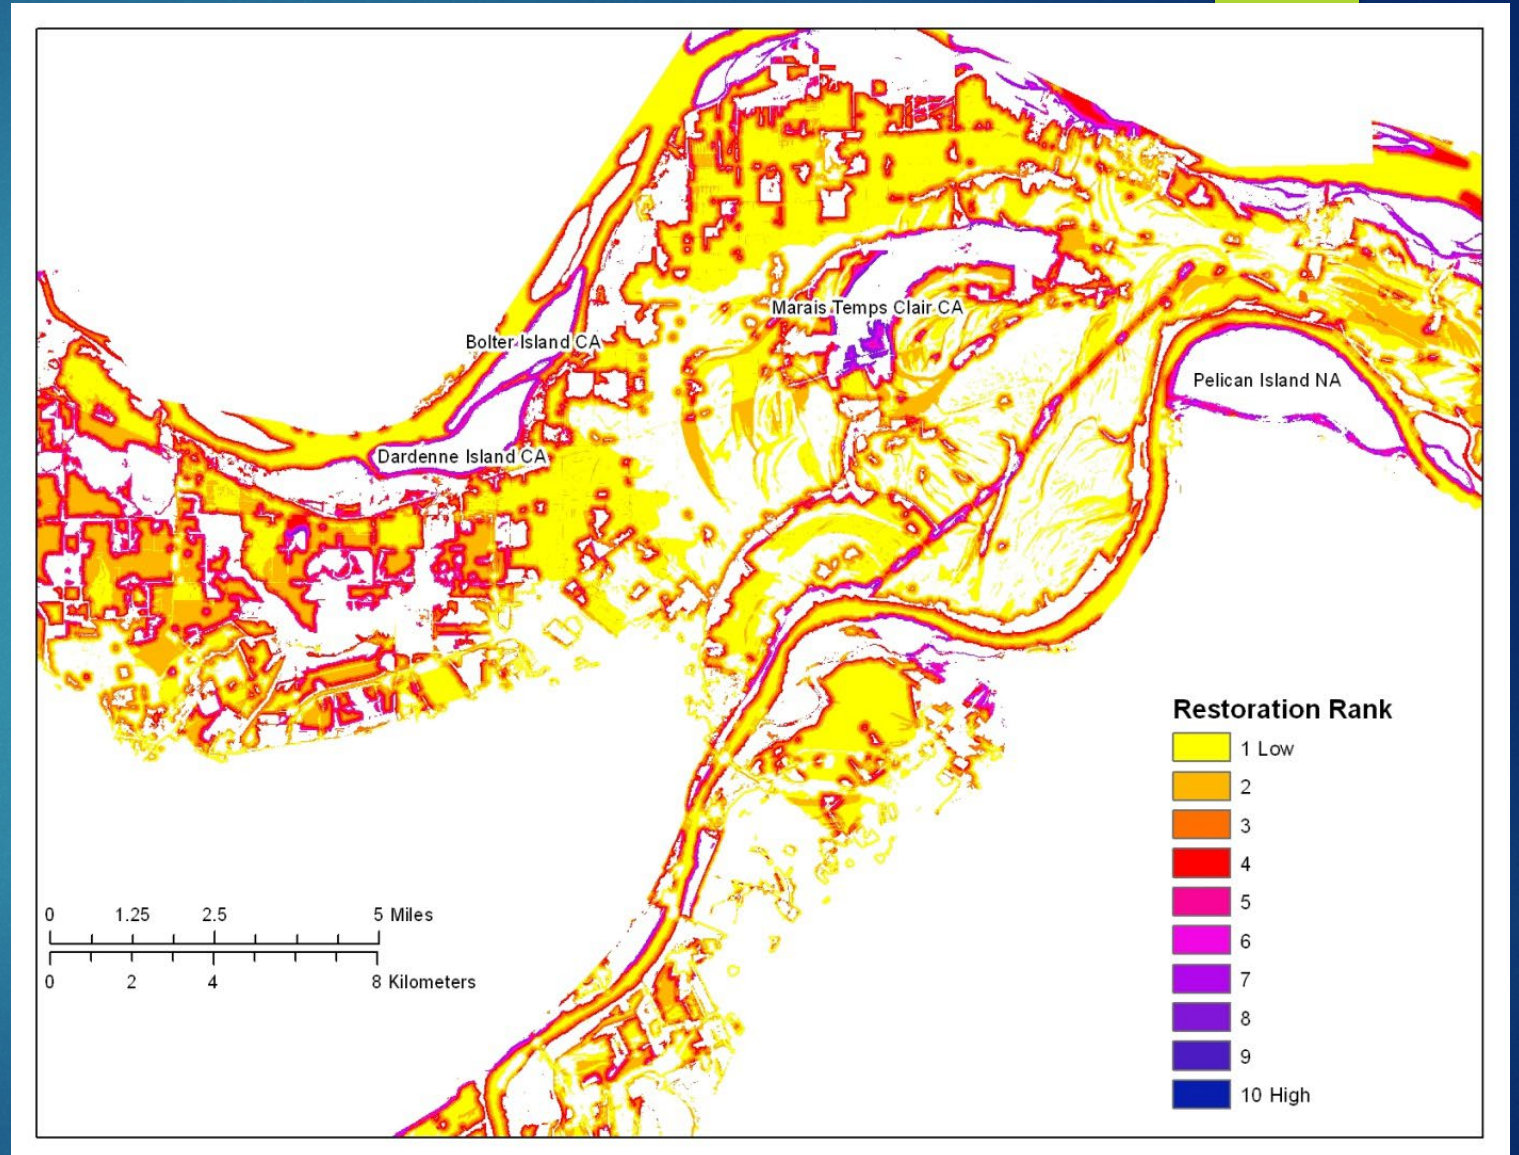 Marais Temps Clair CA
Bolter Island CA
Pelican Island NA
Dardenne Island CA
Restoration Rank
1 Low
2
3
4
5
6
7
8
9
10 High
0 1.25 2.5 5 Miles
0 2 4 8 Kilometers